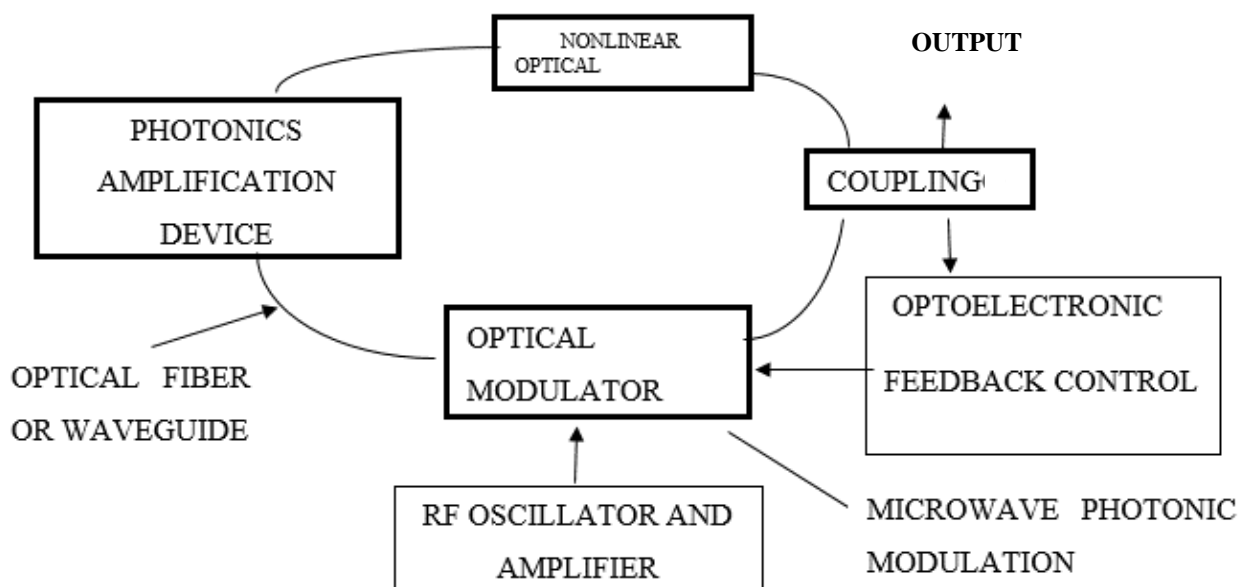 NONLINEAR
OPTICAL
OUTPUT
PHOTONICS
AMPLIFICATION
DEVICE
COUPLING
OPTICAL
MODULATOR
OPTOELECTRONIC
FEEDBACK CONTROL
OPTICAL FIBER
OR WAVEGUIDE
RF OSCILLATOR AND
AMPLIFIER
MICROWAVE PHOTONIC
MODULATION